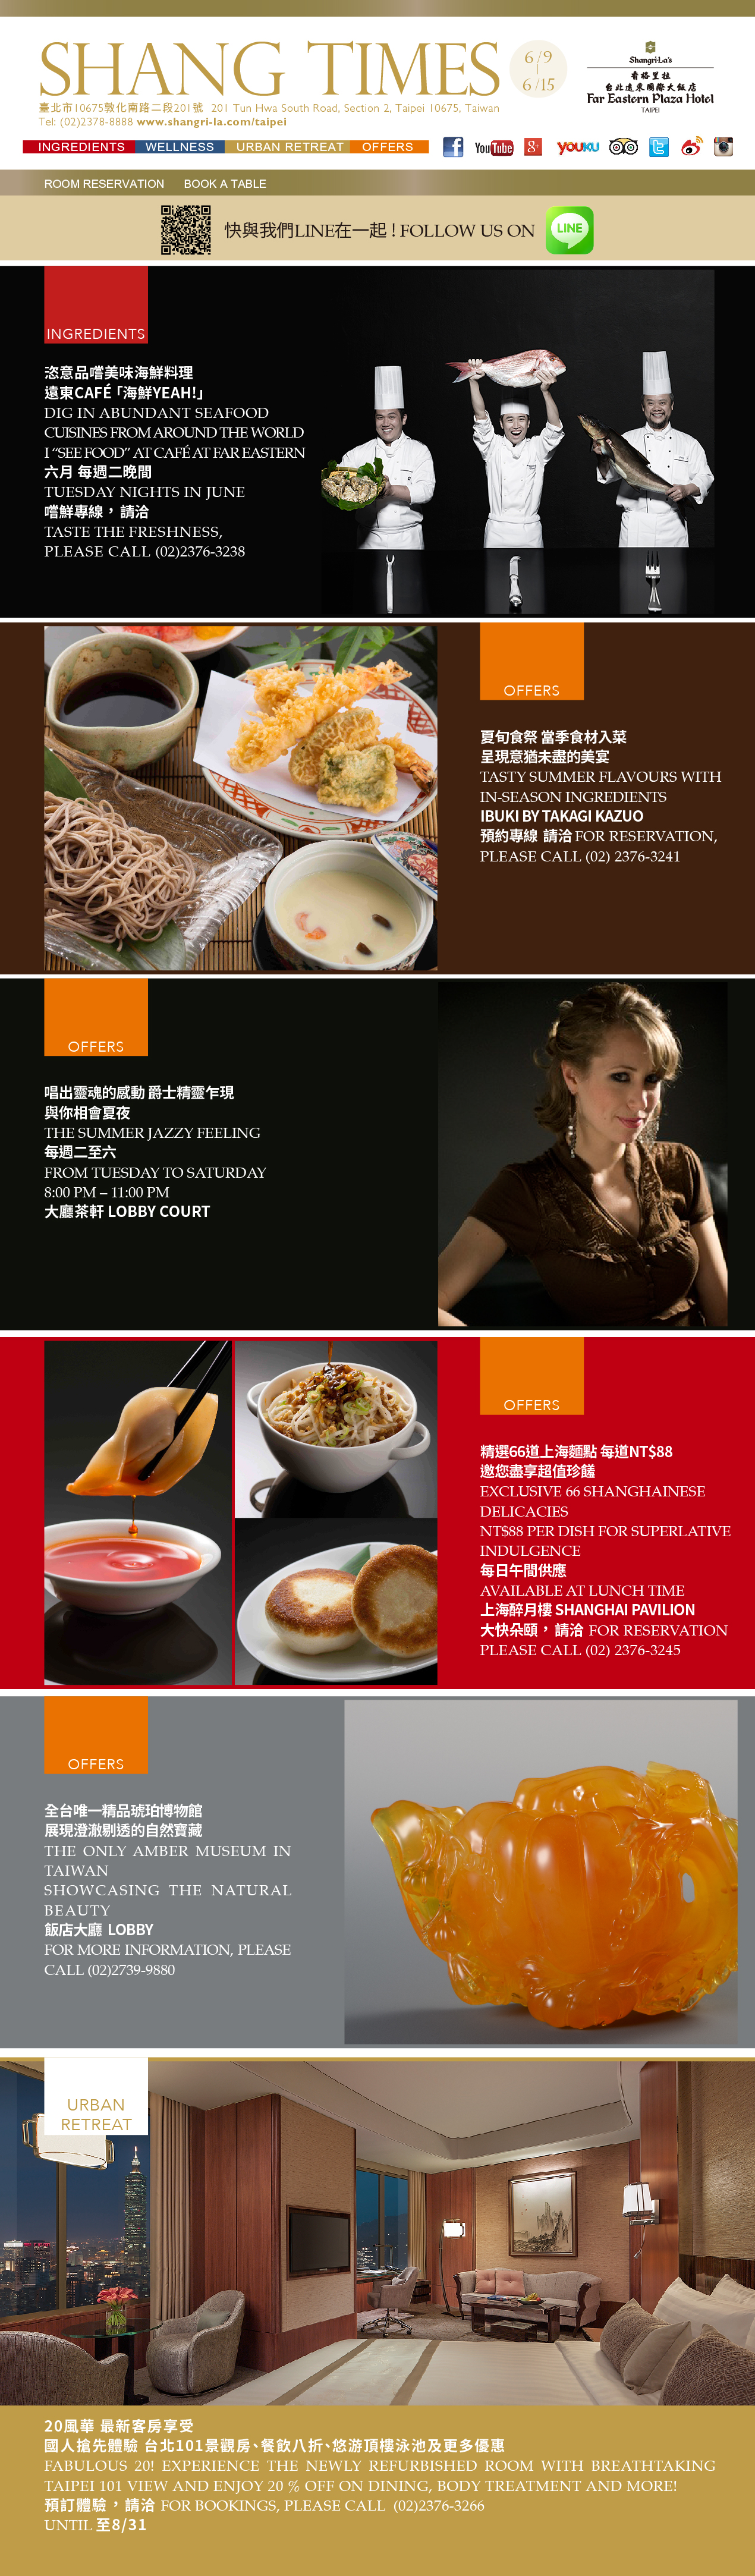 SHANG TIMES
6/9
|
6/15
Shangri-La's
香格里拉
台北遠東國際大飯店
Far Eastern Plaza Hotel
TAIPEI
臺北市10675敦化南路二段201號 201 Tun Hwa South Road, Section 2, Taipei 10675, Taiwan
Tel: (02)2378-8888 www.shangri-la.com/taipei
INGREDIENTS WELLNESS URBAN RETREAT OFFERS
f You Tube g+ YOUKU
ROOM RESERVATION BOOK A TABLE
快與我們LINE在一起！FOLLOW US ON LINE
INGREDIENTS
恣意品嚐美味海鮮料理
遠東CAFÉ「海鮮YEAH!」
DIG IN ABUNDANT SEAFOOD
CUISINES FROM AROUND THE WORLD
I “SEE FOOD” AT CAFÉ AT FAR EASTERN
六月 每週二晚間
TUESDAY NIGHTS IN JUNE
嚐鮮專線，請洽
TASTE THE FRESHNESS,
PLEASE CALL (02)2376-3238
OFFERS
夏旬食祭 當季食材入菜
呈現意猶未盡的美宴
TASTY SUMMER FLAVOURS WITH
IN-SEASON INGREDIENTS
IBUKI BY TAKAGI KAZUO
預約專線 請洽 FOR RESERVATION,
PLEASE CALL (02) 2376-3241
OFFERS
唱出靈魂的感動 爵士精靈乍現
與你相會夏夜
THE SUMMER JAZZY FEELING
每週二至六
FROM TUESDAY TO SATURDAY
8:00 PM – 11:00 PM
大廳茶軒 LOBBY COURT
OFFERS
精選66道上海麵點 每道NT$88
邀您盡享超值珍饈
EXCLUSIVE 66 SHANGHAINESE
DELICACIES
NT$88 PER DISH FOR SUPERLATIVE
INDULGENCE
每日午間供應
AVAILABLE AT LUNCH TIME
上海醉月樓 SHANGHAI PAVILION
大快朵頤，請洽 FOR RESERVATION
PLEASE CALL (02) 2376-3245
OFFERS
全台唯一精品琥珀博物館
展現澄澈剔透的自然寶藏
THE ONLY AMBER MUSEUM IN
TAIWAN
SHOWCASING THE NATURAL
BEAUTY
飯店大廳 LOBBY
FOR MORE INFORMATION, PLEASE
CALL (02)2739-9880
URBAN
RETREAT
20風華 最新客房享受
國人搶先體驗 台北101景觀房、餐飲八折、悠游頂樓泳池及更多優惠
FABULOUS 20! EXPERIENCE THE NEWLY REFURBISHED ROOM WITH BREATHTAKING
TAIPEI 101 VIEW AND ENJOY 20 % OFF ON DINING, BODY TREATMENT AND MORE!
預訂體驗，請洽 FOR BOOKINGS, PLEASE CALL (02)2376-3266
UNTIL 至8/31